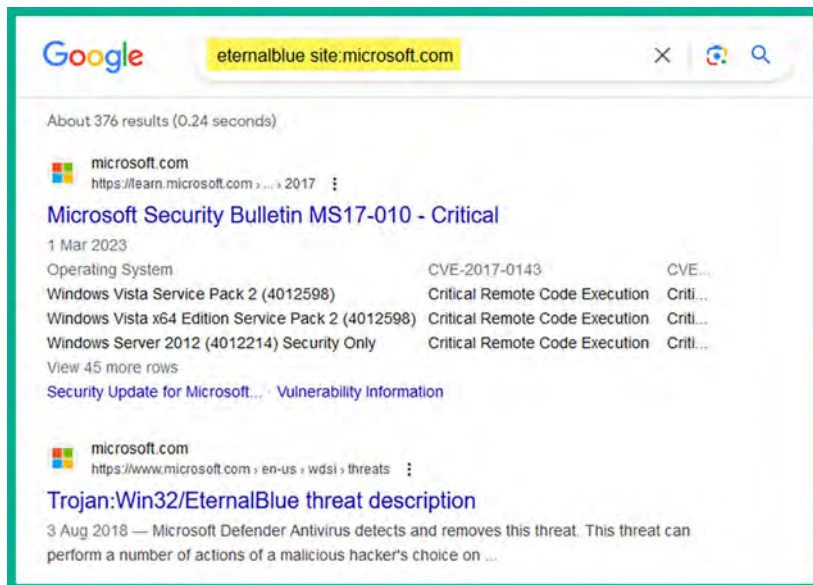 Google
eternalblue site:microsoft.com
About 376 results (0.24 seconds)
microsoft.com
https://learn.microsoft.com › ... › 2017
Microsoft Security Bulletin MS17-010 - Critical
1 Mar 2023
Operating System CVE-2017-0143 CVE...
Windows Vista Service Pack 2 (4012598) Critical Remote Code Execution Criti...
Windows Vista x64 Edition Service Pack 2 (4012598) Critical Remote Code Execution Criti...
Windows Server 2012 (4012214) Security Only Critical Remote Code Execution Criti...
View 45 more rows
Security Update for Microsoft... · Vulnerability Information
microsoft.com
https://www.microsoft.com › en-us › wdsi › threats
Trojan:Win32/EternalBlue threat description
3 Aug 2018 — Microsoft Defender Antivirus detects and removes this threat. This threat can
perform a number of actions of a malicious hacker's choice on ...